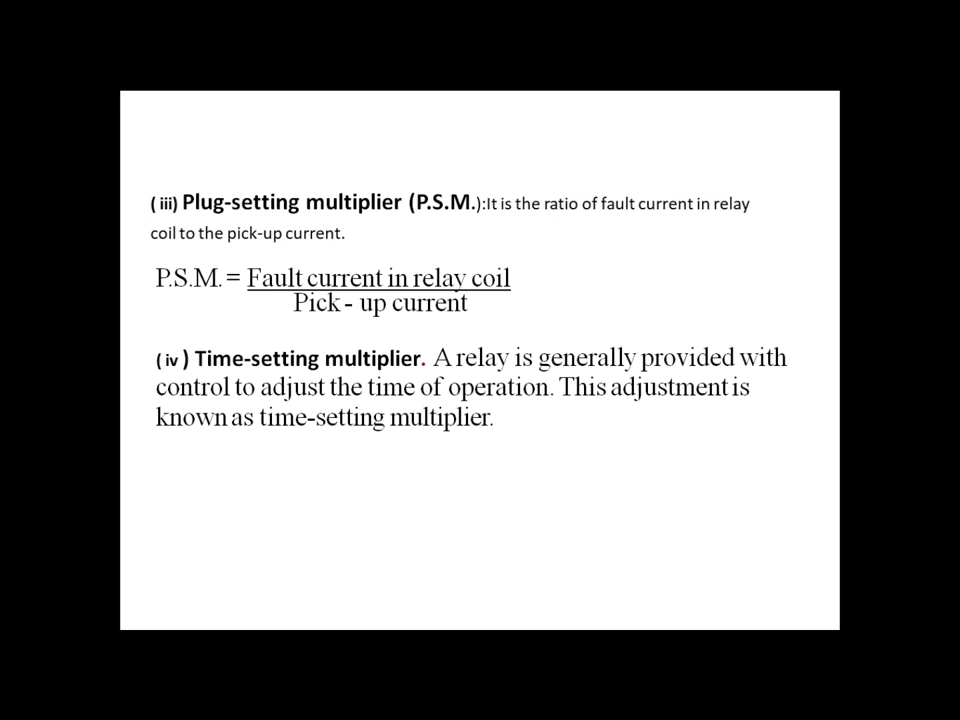 ( iii) Plug-setting multiplier (P.S.M.):It is the ratio of fault current in relay
coil to the pick-up current.
P.S.M. = Fault current in relay coil
Pick - up current
( iv ) Time-setting multiplier. A relay is generally provided with
control to adjust the time of operation. This adjustment is
known as time-setting multiplier.